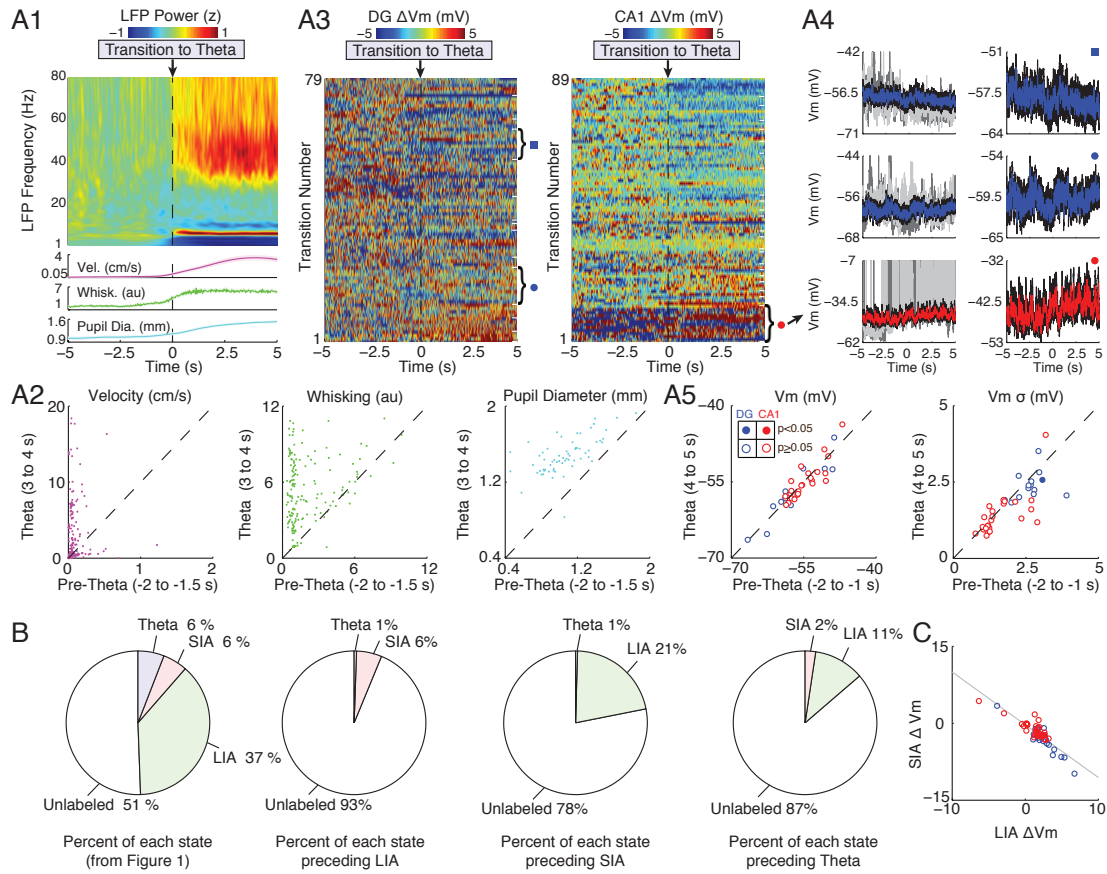 A1
LFP Power (z)
−1 1
Transition to Theta
80
60
40
20
1
LFP Frequency (Hz)
4
0.05
Vel. (cm/s)
7
1
Whisk. (au)
1.6
0.9
Pupil Dia. (mm)
−5 −2.5 0 2.5 5
Time (s)
A3
DG ΔVm (mV)
−5 5
Transition to Theta
79
1
Transition Number
−5 −2.5 0 2.5 5
Time (s)
CA1 ΔVm (mV)
−5 5
Transition to Theta
89
1
Transition Number
−5 −2.5 0 2.5 5
Time (s)
A4
−42
−56.5
−71
Vm (mV)
−51
−57.5
−64
−44
−56
−68
Vm (mV)
−54
−59.5
−65
−7
−34.5
−62
Vm (mV)
−32
−42.5
−53
−5 −2.5 0 2.5 5
Time (s)
−5 −2.5 0 2.5 5
Time (s)
A2
Velocity (cm/s)
20
15
10
5
0
Theta (3 to 4 s)
0 1 2
Pre-Theta (-2 to -1.5 s)
Whisking (au)
12
6
0
Theta (3 to 4 s)
0 6 12
Pre-Theta (-2 to -1.5 s)
Pupil Diameter (mm)
2
1.2
0.4
Theta (3 to 4 s)
0.4 1.2 2
Pre-Theta (-2 to -1.5 s)
A5
Vm (mV)
−40
−55
−70
Theta (4 to 5 s)
DG CA1
p<0.05
p≥0.05
−70 −55 −40
Pre-Theta (-2 to -1 s)
Vm σ (mV)
5
2.5
0
Theta (4 to 5 s)
0 2.5 5
Pre-Theta (-2 to -1 s)
B
Theta 6 %
SIA 6 %
LIA 37 %
Unlabeled 51 %
Percent of each state
(from Figure 1)
Theta 1%
SIA 6%
Unlabeled 93%
Percent of each state
preceding LIA
Theta 1%
LIA 21%
Unlabeled 78%
Percent of each state
preceding SIA
SIA 2%
LIA 11%
Unlabeled 87%
Percent of each state
preceding Theta
C
15
0
−15
SIA Δ Vm
−10 0 10
LIA ΔVm